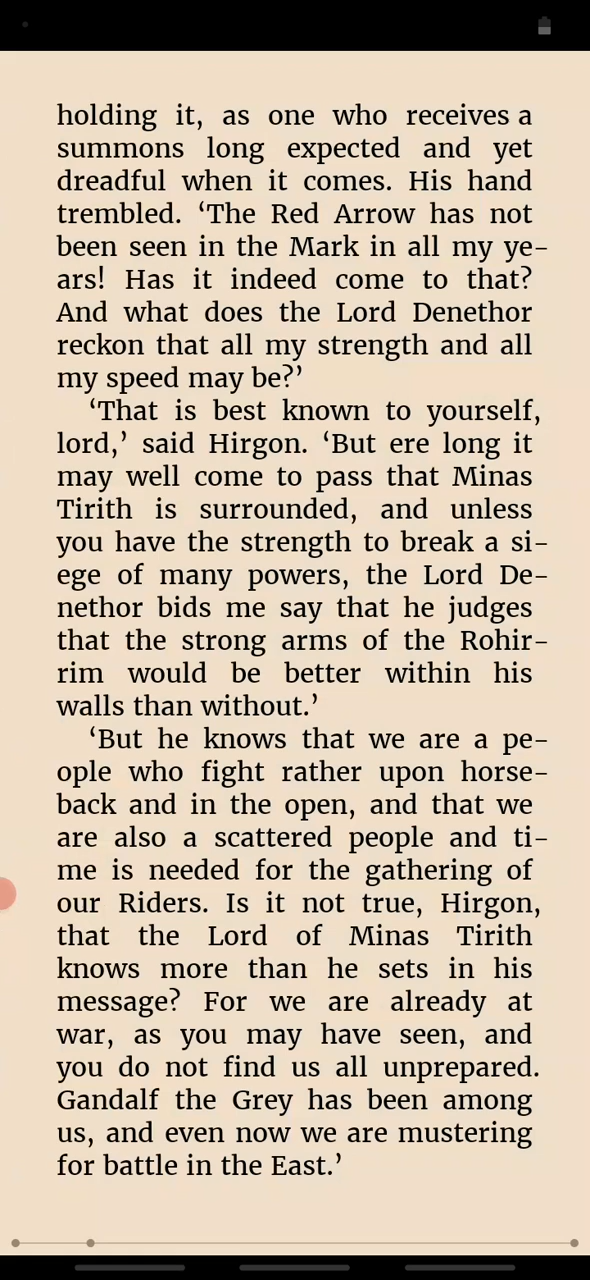 holding it, as one who receives a
summons long expected and yet
dreadful when it comes. His hand
trembled. ‘The Red Arrow has not
been seen in the Mark in all my ye-
ars! Has it indeed come to that?
And what does the Lord Denethor
reckon that all my strength and all
my speed may be?’
‘That is best known to yourself,
lord,’ said Hirgon. ‘But ere long it
may well come to pass that Minas
Tirith is surrounded, and unless
you have the strength to break a si-
ege of many powers, the Lord De-
nethor bids me say that he judges
that the strong arms of the Rohir-
rim would be better within his
walls than without.’
‘But he knows that we are a pe-
ople who fight rather upon horse-
back and in the open, and that we
are also a scattered people and ti-
me is needed for the gathering of
our Riders. Is it not true, Hirgon,
that the Lord of Minas Tirith
knows more than he sets in his
message? For we are already at
war, as you may have seen, and
you do not find us all unprepared.
Gandalf the Grey has been among
us, and even now we are mustering
for battle in the East.’